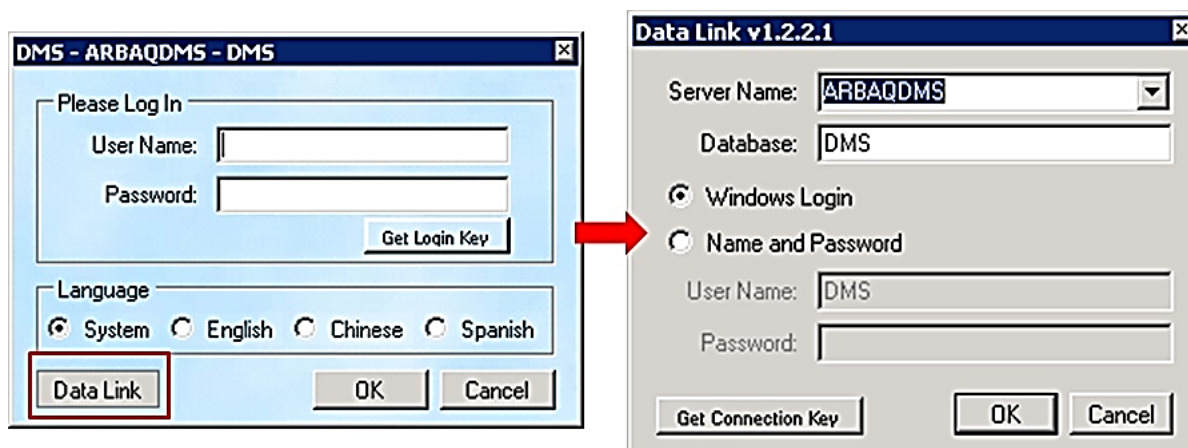 DMS - ARBAQDMS - DMS
Please Log In
User Name:
Password:
Get Login Key
Language
System English Chinese Spanish
Data Link OK Cancel
Data Link v1.2.2.1
Server Name: ARBAQDMS
Database: DMS
Windows Login
Name and Password
User Name: DMS
Password:
Get Connection Key OK Cancel